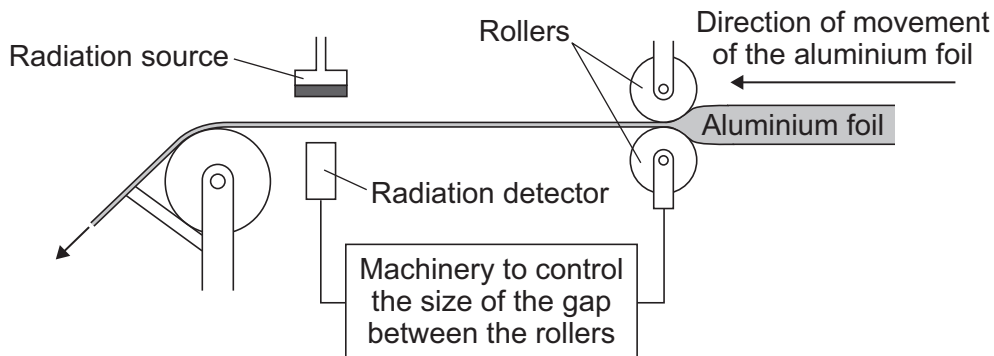 Radiation source
Rollers
Direction of movement
of the aluminium foil
Aluminium foil
Radiation detector
Machinery to control
the size of the gap
between the rollers